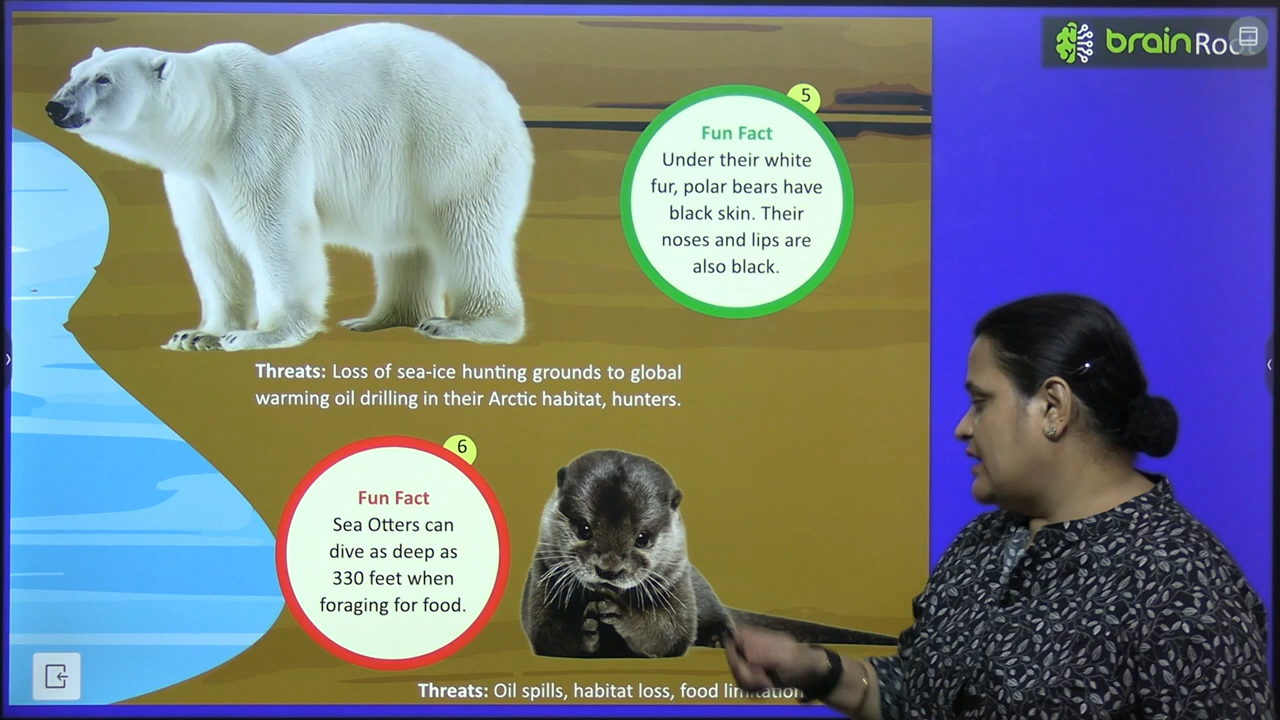 brainRo
5
Fun Fact
Under their white
fur, polar bears have
black skin. Their
noses and lips are
also black.
Threats: Loss of sea-ice hunting grounds to global
warming oil drilling in their Arctic habitat, hunters.
6
Fun Fact
Sea Otters can
dive as deep as
330 feet when
foraging for food.
Threats: Oil spills, habitat loss, food limitation